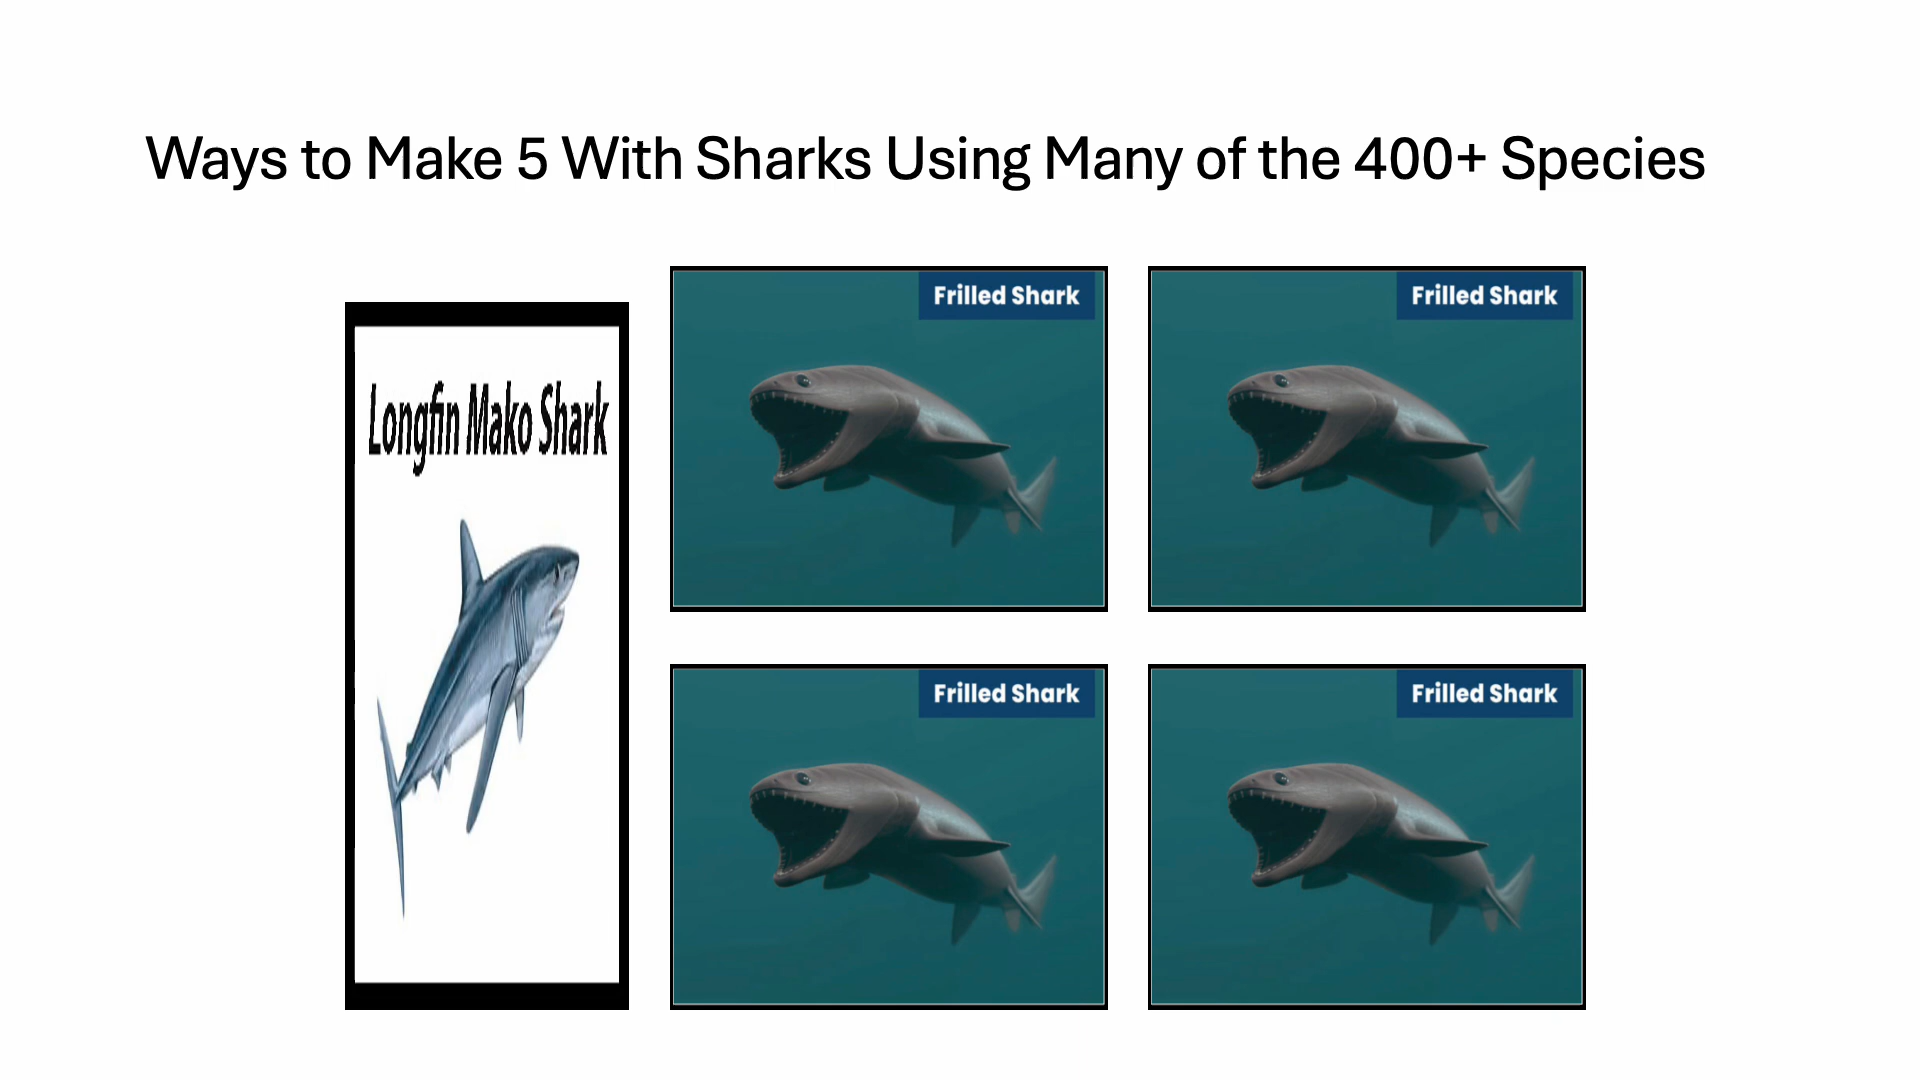 Ways to Make 5 With Sharks Using Many of the 400+ Species
Longfin Mako Shark
Frilled Shark
Frilled Shark
Frilled Shark
Frilled Shark